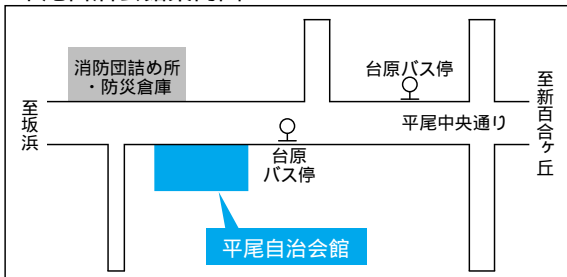 消防団詰め所
・防災倉庫
台原バス停
至坂浜
平尾中央通り
至新百合ヶ丘
台原
バス停
平尾自治会館